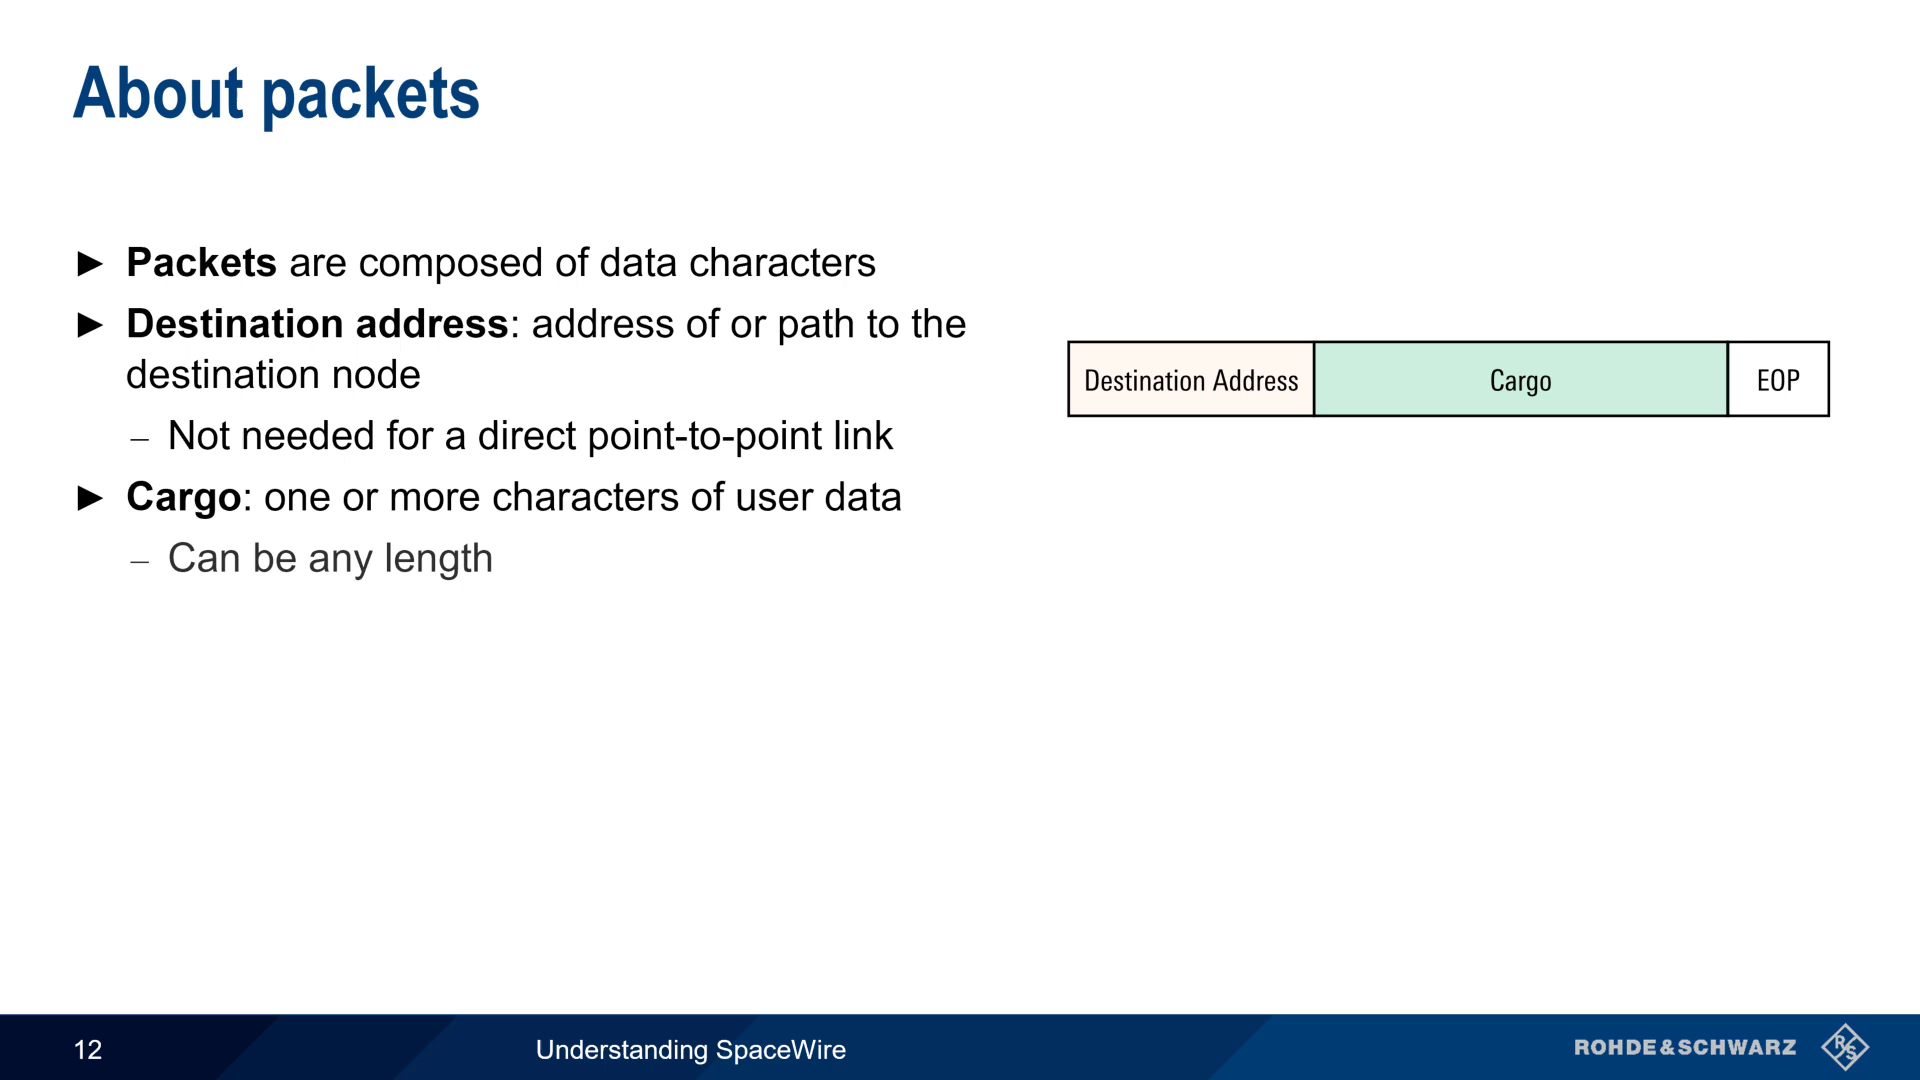 About packets
► Packets are composed of data characters
► Destination address: address of or path to the
destination node
– Not needed for a direct point-to-point link
► Cargo: one or more characters of user data
– Can be any length
Destination Address Cargo EOP
12 Understanding SpaceWire ROHDE&SCHWARZ R&S